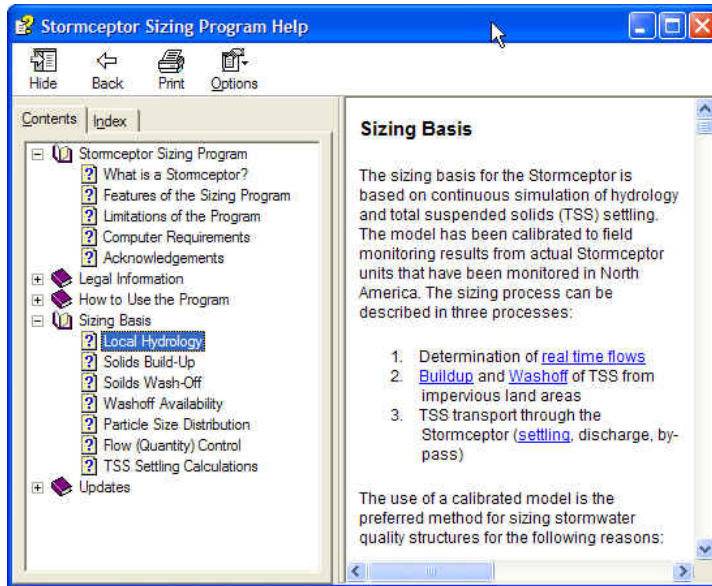 Stormceptor Sizing Program Help
Hide Back Print Options
Contents Index
Stormceptor Sizing Program
What is a Stormceptor?
Features of the Sizing Program
Limitations of the Program
Computer Requirements
Acknowledgements
Legal Information
How to Use the Program
Sizing Basis
Local Hydrology
Solids Build-Up
Soilds Wash-Off
Washoff Availability
Particle Size Distribution
Flow (Quantity) Control
TSS Settling Calculations
Updates
Sizing Basis
The sizing basis for the Stormceptor is
based on continuous simulation of hydrology
and total suspended solids (TSS) settling.
The model has been calibrated to field
monitoring results from actual Stormceptor
units that have been monitored in North
America. The sizing process can be
described in three processes:
1. Determination of real time flows
2. Buildup and Washoff of TSS from
impervious land areas
3. TSS transport through the
Stormceptor (settling, discharge, by-
pass)
The use of a calibrated model is the
preferred method for sizing stormwater
quality structures for the following reasons: